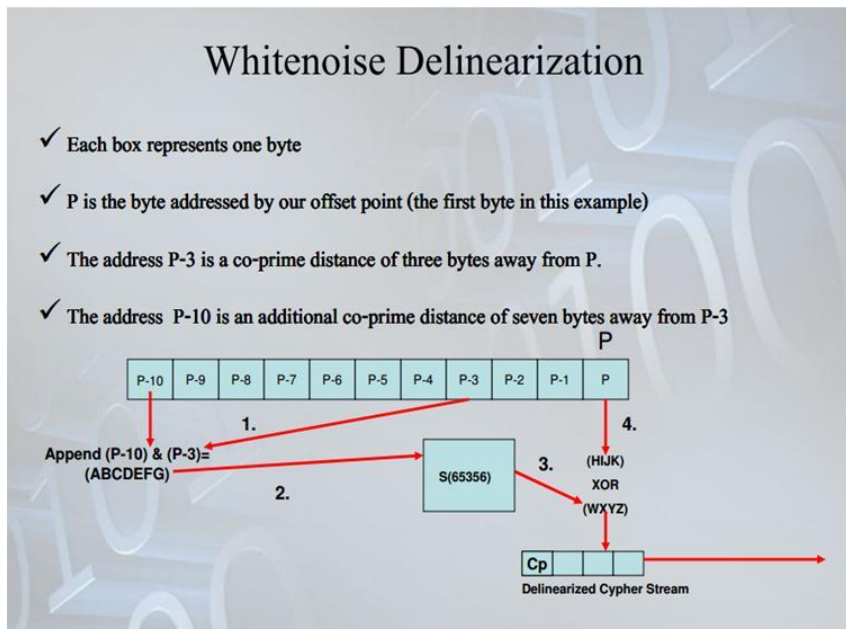 Whitenoise Delinearization
✓ Each box represents one byte
✓ P is the byte addressed by our offset point (the first byte in this example)
✓ The address P-3 is a co-prime distance of three bytes away from P.
✓ The address P-10 is an additional co-prime distance of seven bytes away from P-3
P
P-10 P-9 P-8 P-7 P-6 P-5 P-4 P-3 P-2 P-1 P
1. 4.
Append (P-10) & (P-3)=
(ABCDEFG)
2.
S(65356)
3.
(HIJK)
XOR
(WXYZ)
Cp
Delinearized Cypher Stream